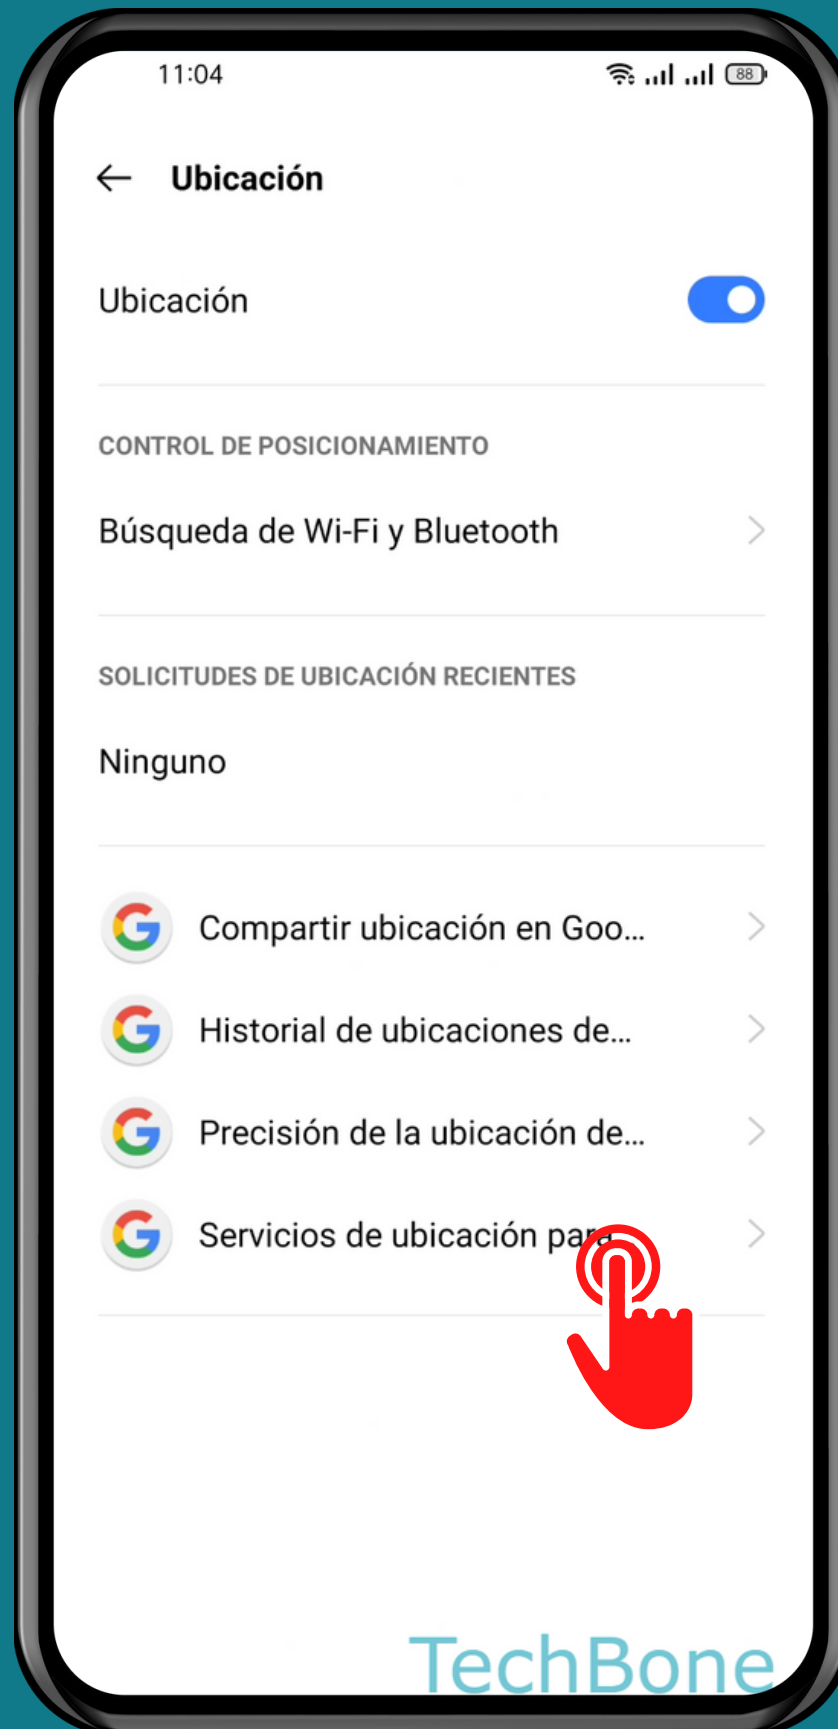 11:04
88
Ubicación
Ubicación
CONTROL DE POSICIONAMIENTO
Búsqueda de Wi-Fi y Bluetooth
SOLICITUDES DE UBICACIÓN RECIENTES
Ninguno
Compartir ubicación en Goo...
Historial de ubicaciones de...
Precisión de la ubicación de...
Servicios de ubicación para
TechBone